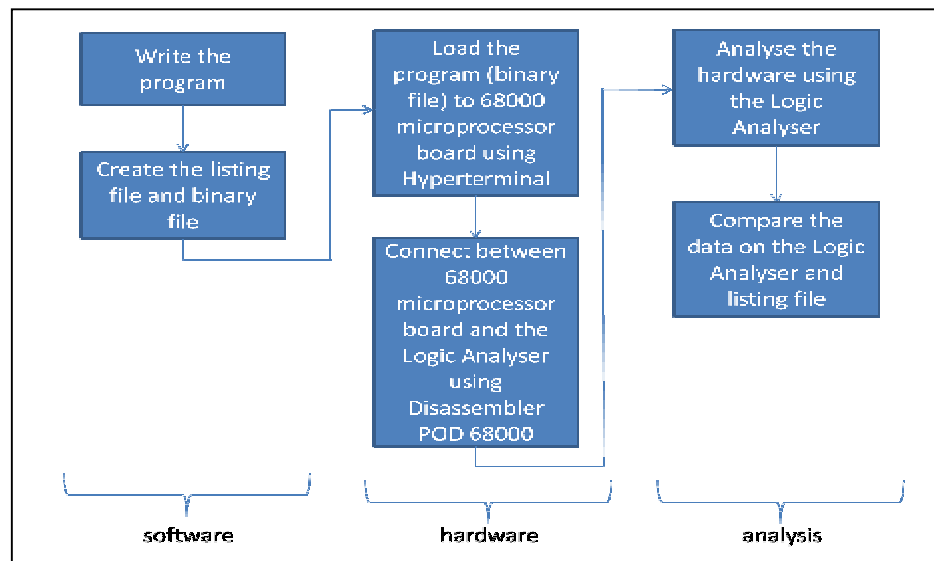 Write the
program
Create the listing
file and binary
file
Load the
program (binary
file) to 68000
microprocessor
board using
Hyperterminal
Connect between
68000
microprocessor
board and the
Logic Analyser
using
Disassembler
POD 68000
Analyse the
hardware using
the Logic
Analyser
Compare the
data on the Logic
Analyser and
listing file
software
hardware
analysis